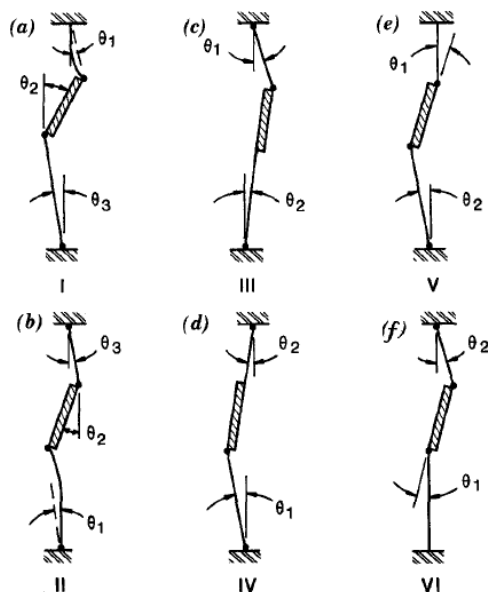 (a) θ1 (c) θ1 (e) θ1
θ2
θ3 θ2 θ2
I III V
(b) θ3 (d) θ2 (f) θ2
θ2
θ1 θ1 θ1
II IV VI